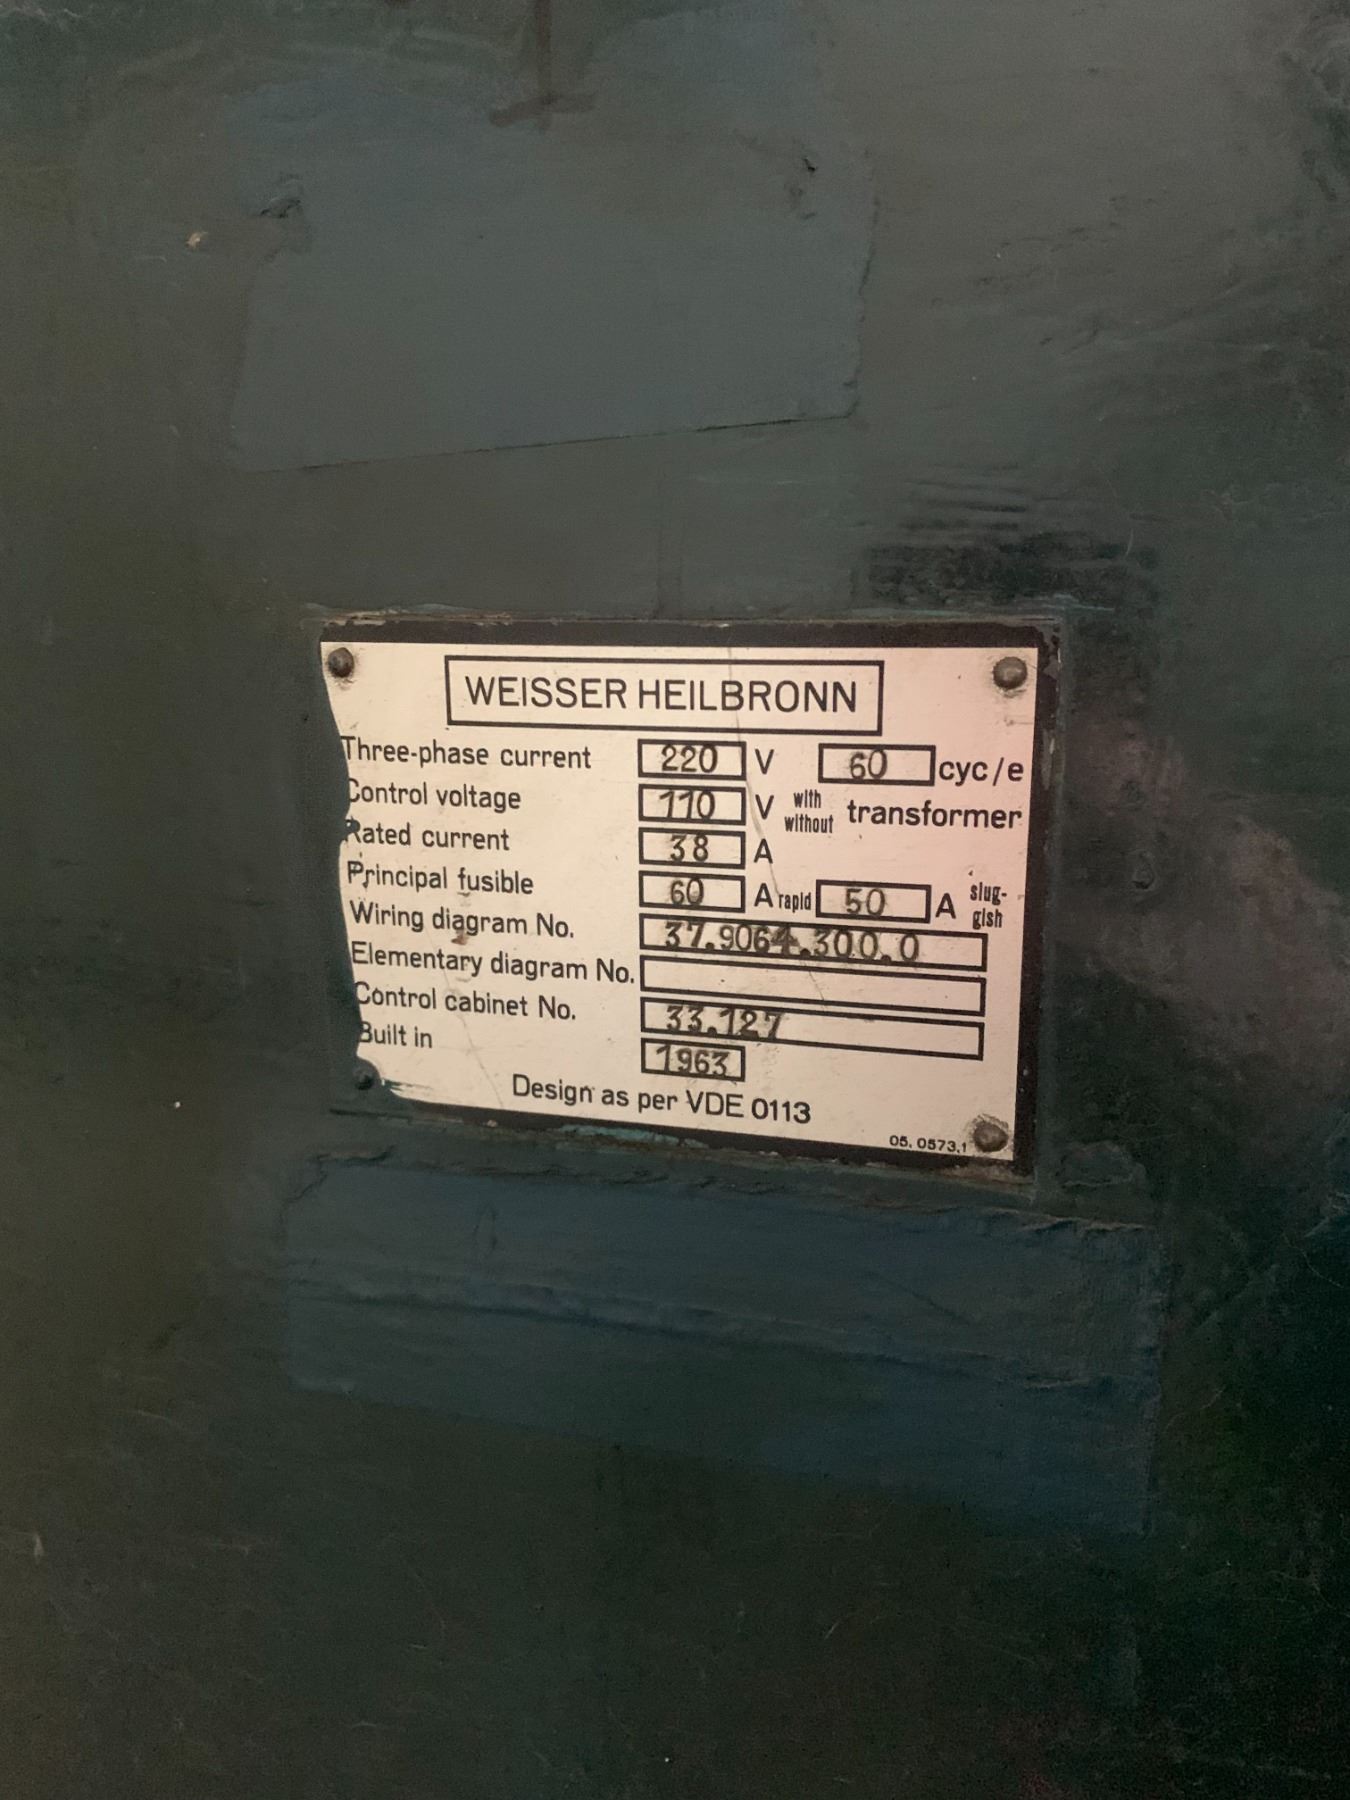 WEISSER HEILBRONN
Three-phase current 220 V 60 cyc/e
Control voltage 110 V with without transformer
Rated current 38 A
Principal fusible 60 A rapid 50 A slug-gish
Wiring diagram No. 37.9064.300.0
Elementary diagram No.
Control cabinet No. 33.127
Built in 1963
Design as per VDE 0113
05.0573.1